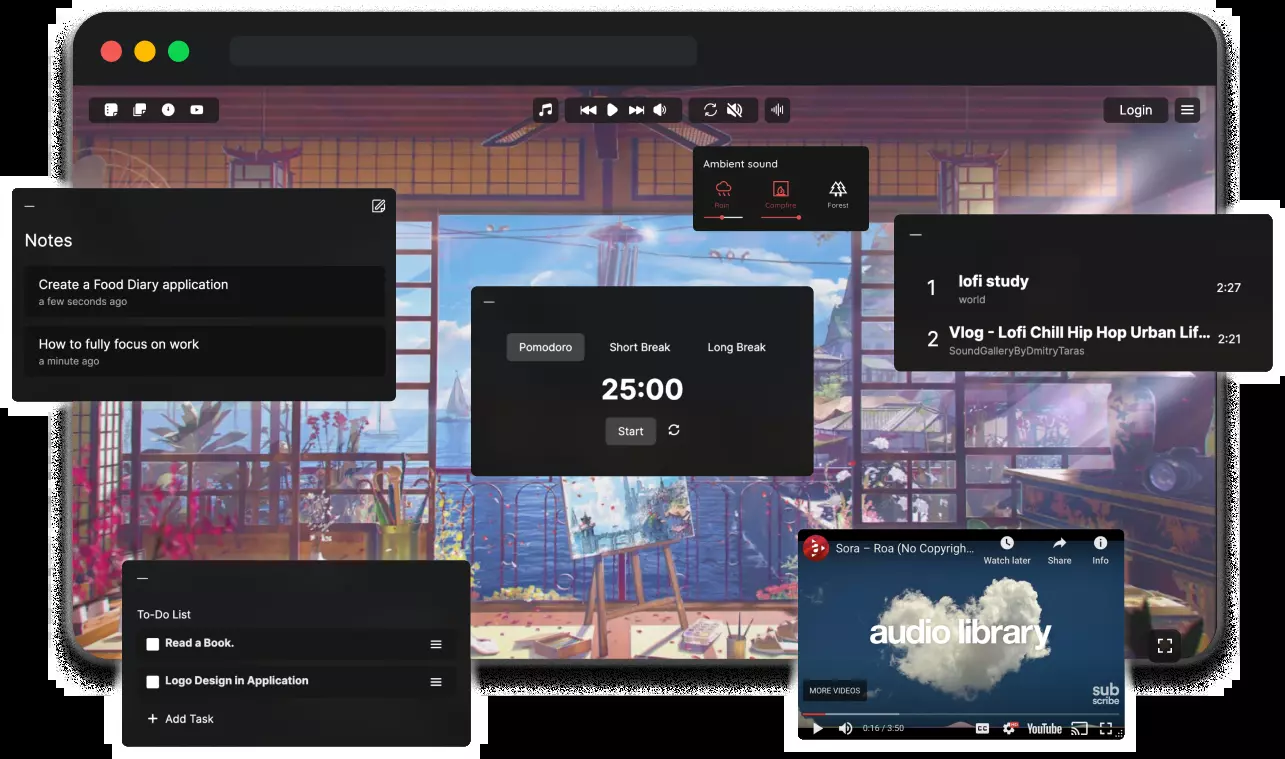 Login
Ambient sound
Rain
Campfire
Forest
Notes
Create a Food Diary application
a few seconds ago
How to fully focus on work
a minute ago
1 lofi study 2:27
world
2 Vlog - Lofi Chill Hip Hop Urban Lif... 2:21
SoundGalleryByDmitryTaras
Pomodoro Short Break Long Break
25:00
Start
Sora – Roa (No Copyrigh...
Watch later Share Info
audio library
MORE VIDEOS
sub
scribe
0:16 / 3:50
CC
HD
YouTube
To-Do List
Read a Book.
Logo Design in Application
+ Add Task